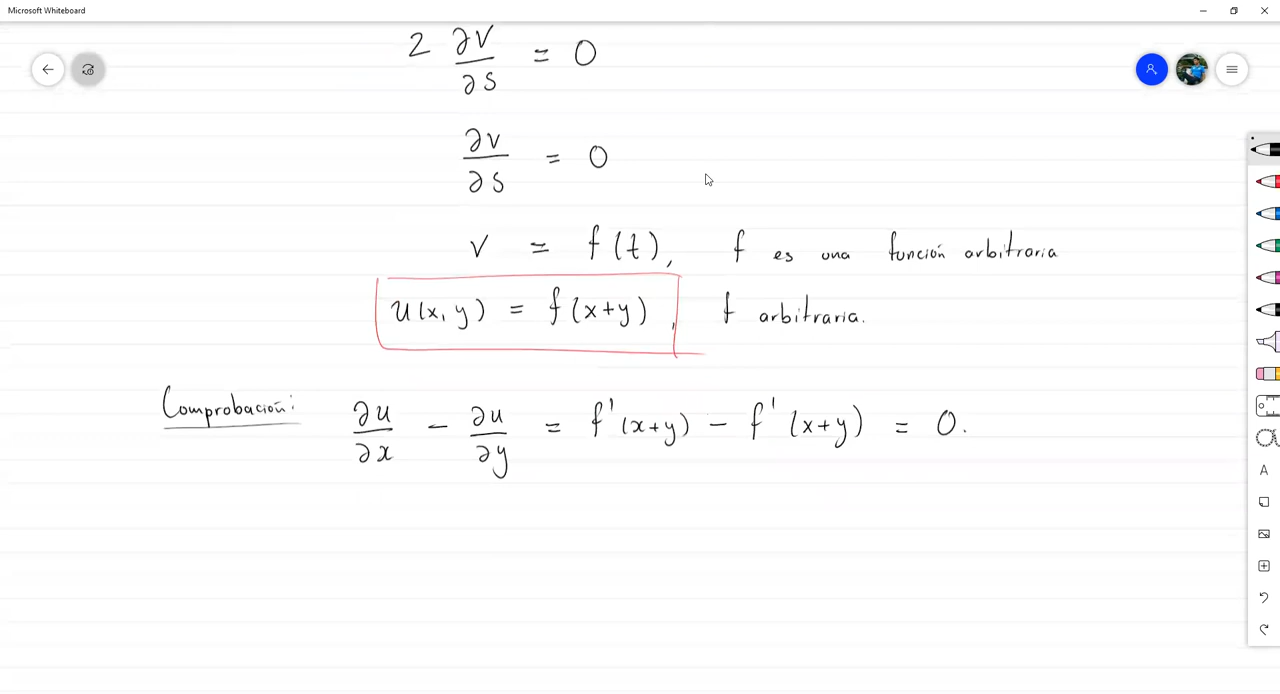 Microsoft Whiteboard
2 ∂V/∂S = 0
∂V/∂S = 0
V = f(t), f es una función arbitraria
u(x, y) = f(x+y), f arbitraria.
Comprobación: ∂u/∂x - ∂u/∂y = f'(x+y) - f'(x+y) = 0.
A